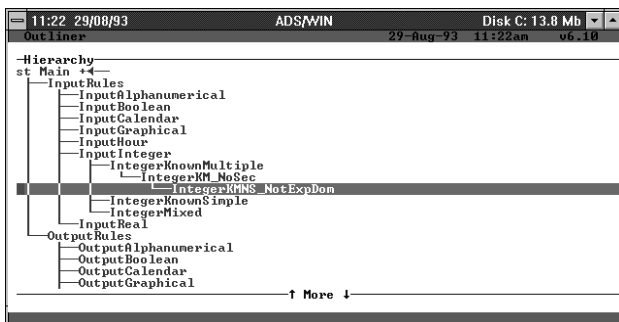 11:22 29/08/93 ADS/WIN Disk C: 13.8 Mb
Outliner 29-Aug-93 11:22am v6.10
Hierarchy
st Main +
InputRules
InputAlphanumerical
InputBoolean
InputCalendar
InputGraphical
InputHour
InputInteger
IntegerKnownMultiple
IntegerKM_NoSec
IntegerKMNS_NotExpDom
IntegerKnownSimple
IntegerMixed
InputReal
OutputRules
OutputAlphanumerical
OutputBoolean
OutputCalendar
OutputGraphical
↑ More ↓